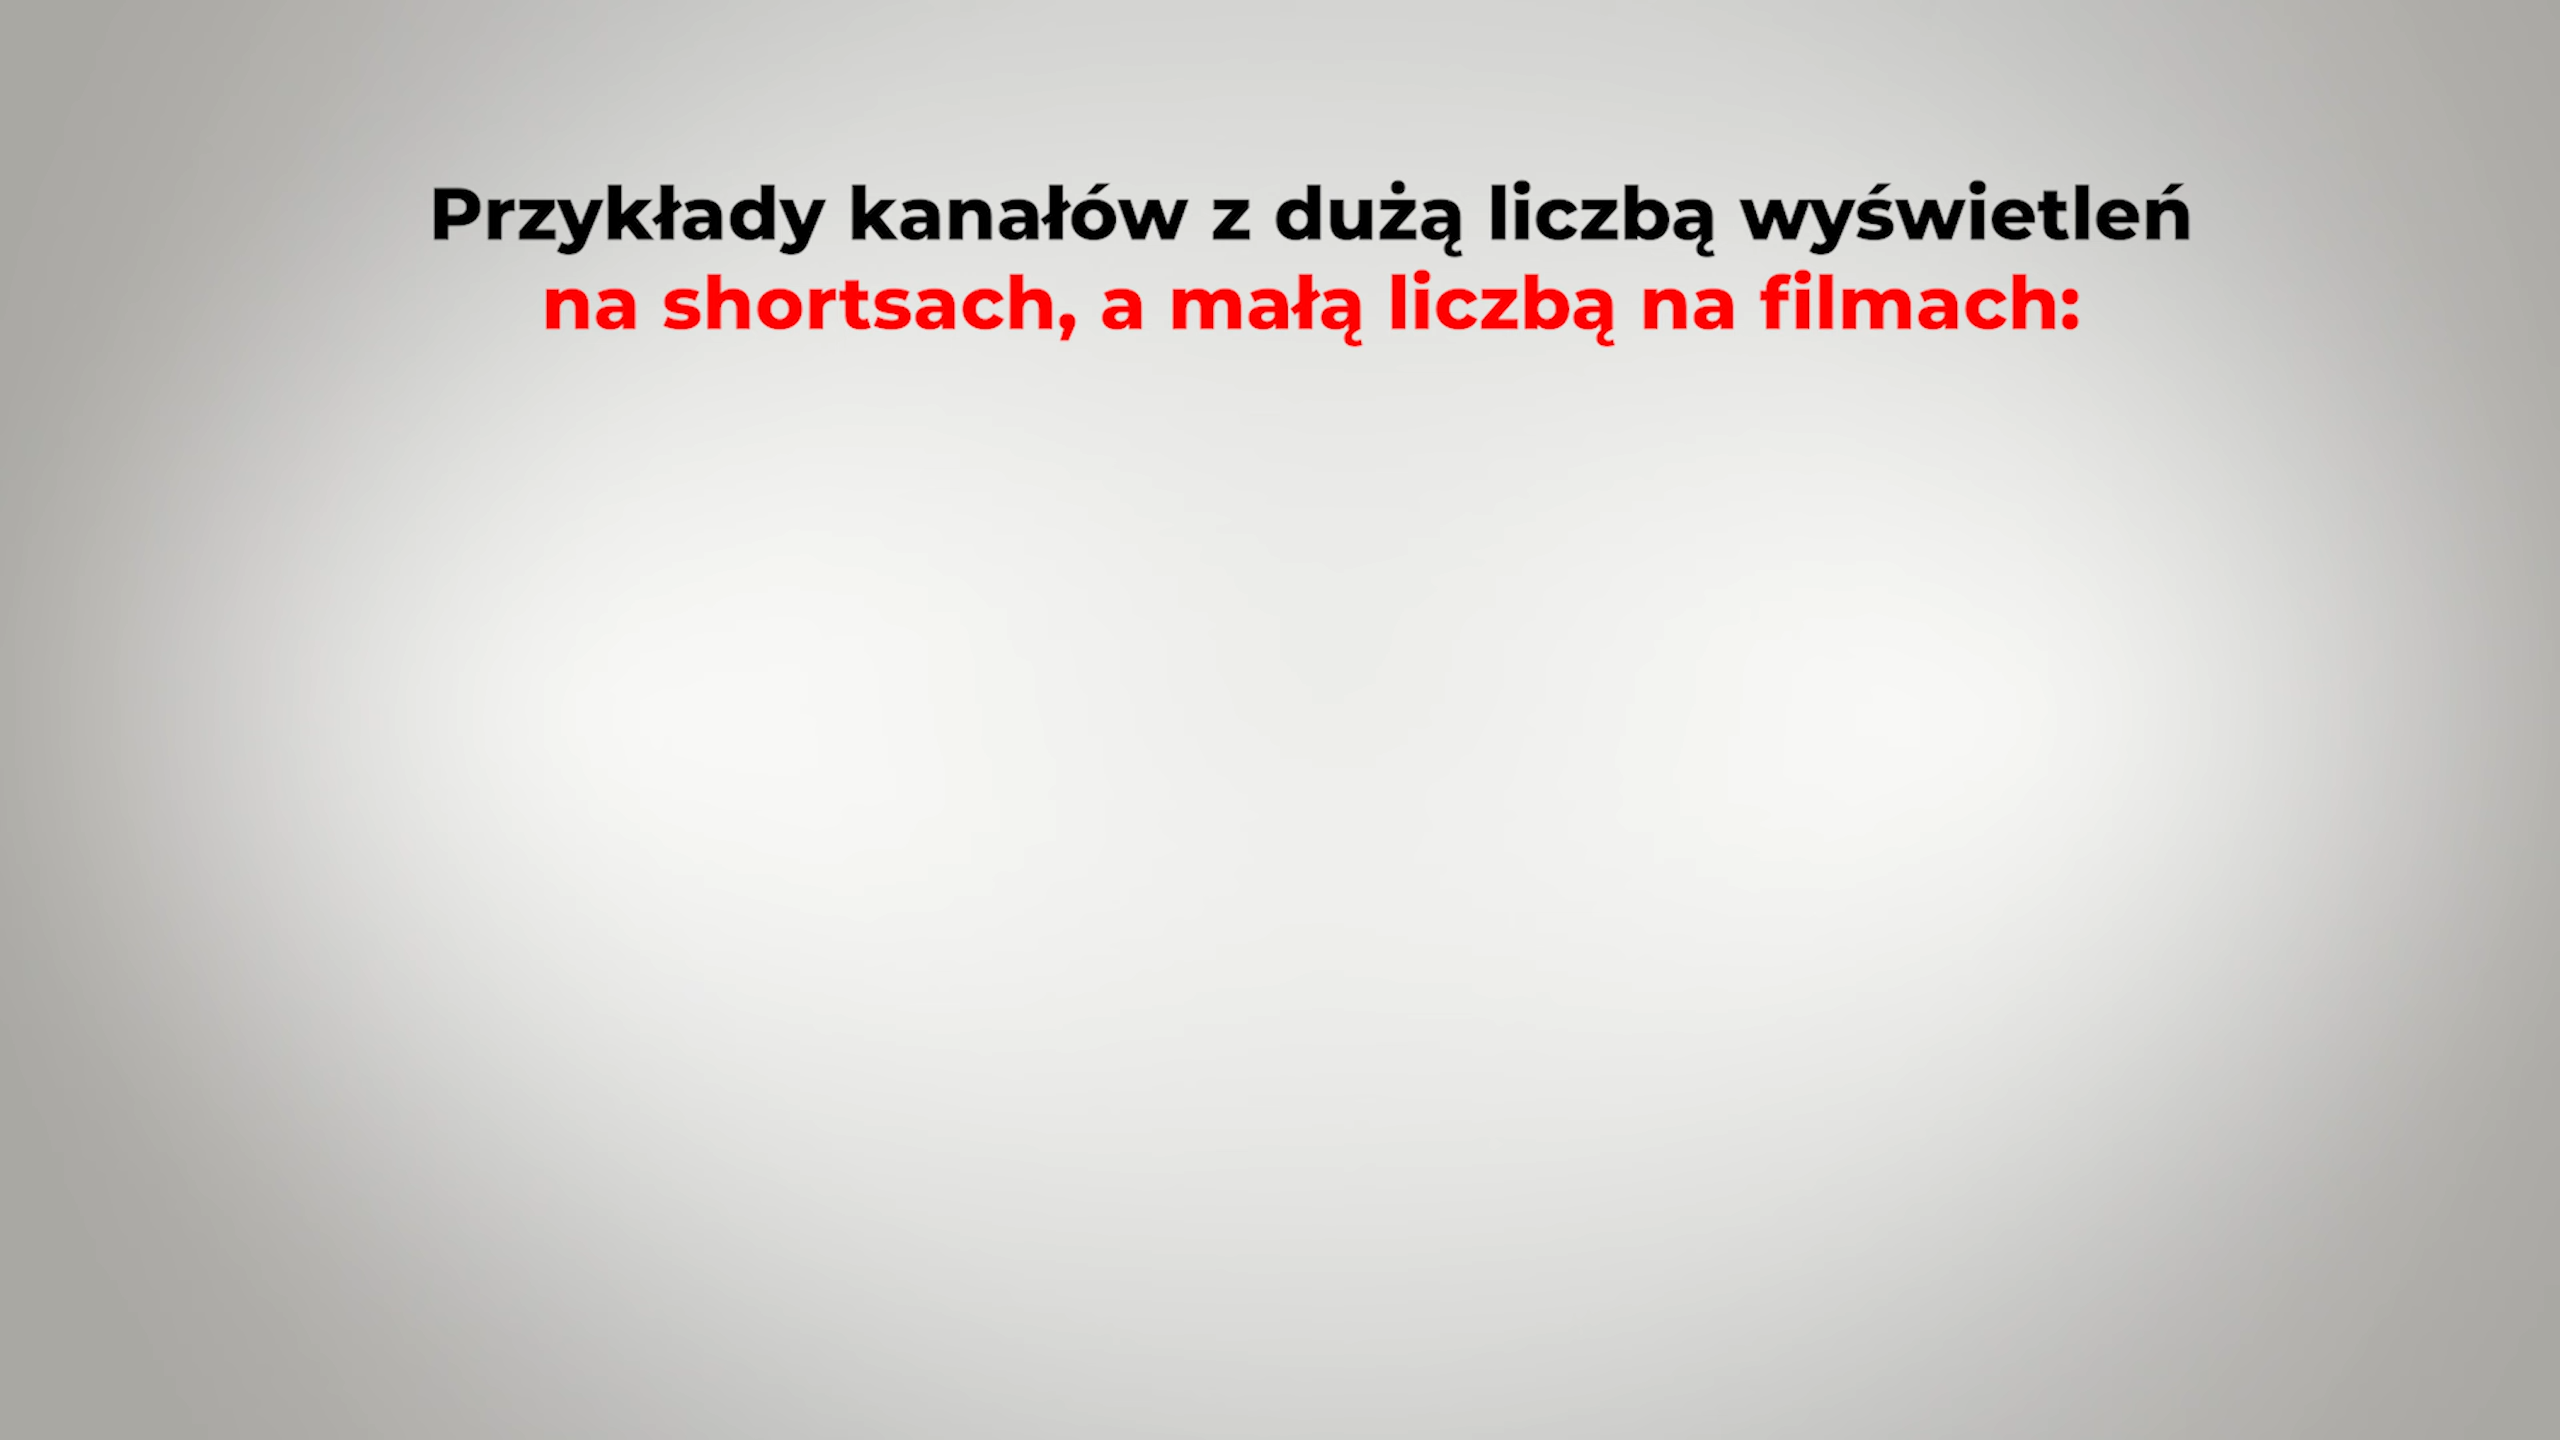 Przykłady kanałów z dużą liczbą wyświetleń
na shortsach, a małą liczbą na filmach: